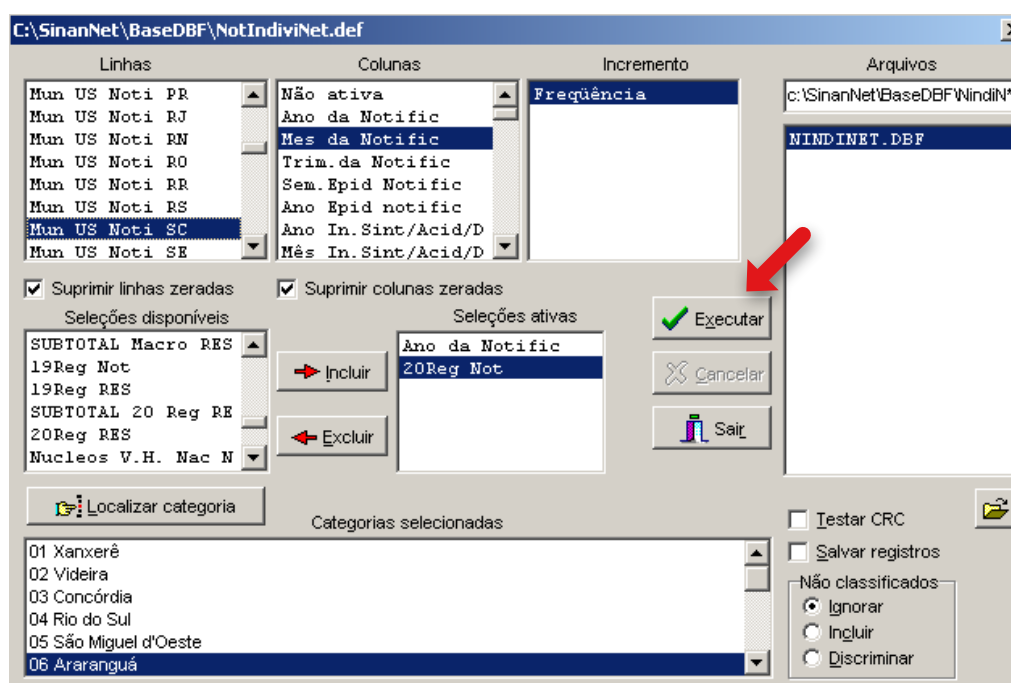 C:\SinanNet\BaseDBF\NotIndiviNet.def
Linhas
Colunas
Incremento
Arquivos
Mun US Noti PR
Mun US Noti RJ
Mun US Noti RN
Mun US Noti RO
Mun US Noti RR
Mun US Noti RS
Mun US Noti SC
Mun US Noti SE
Não ativa
Ano da Notific
Mes da Notific
Trim.da Notific
Sem.Epid Notific
Ano Epid notific
Ano In.Sint/Acid/D
Mês In.Sint/Acid/D
Freqüência
c:\SinanNet\BaseDBF\NindiN*
NINDINET.DBF
Suprimir linhas zeradas
Suprimir colunas zeradas
Seleções disponíveis
Seleções ativas
SUBTOTAL Macro RES
19Reg Not
19Reg RES
SUBTOTAL 20 Reg RE
20Reg RES
Nucleos V.H. Nac N
Incluir
Excluir
Ano da Notific
20Reg Not
Executar
Cancelar
Sair
Localizar categoria
Categorias selecionadas
01 Xanxerê
02 Videira
03 Concórdia
04 Rio do Sul
05 São Miguel d'Oeste
06 Araranguá
Testar CRC
Salvar registros
Não classificados
Ignorar
Incluir
Discriminar